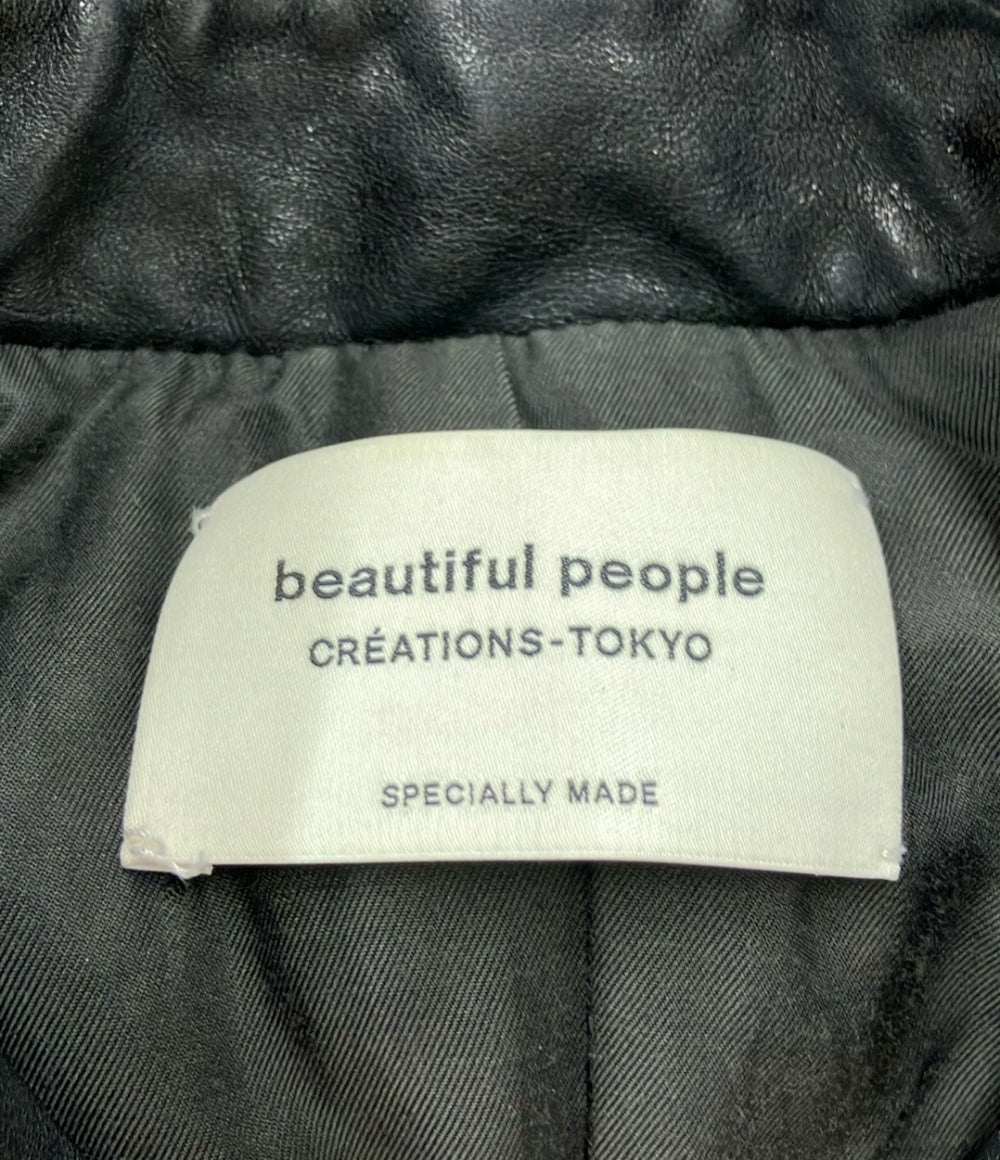 beautiful people
CRÉATIONS-TOKYO
SPECIALLY MADE